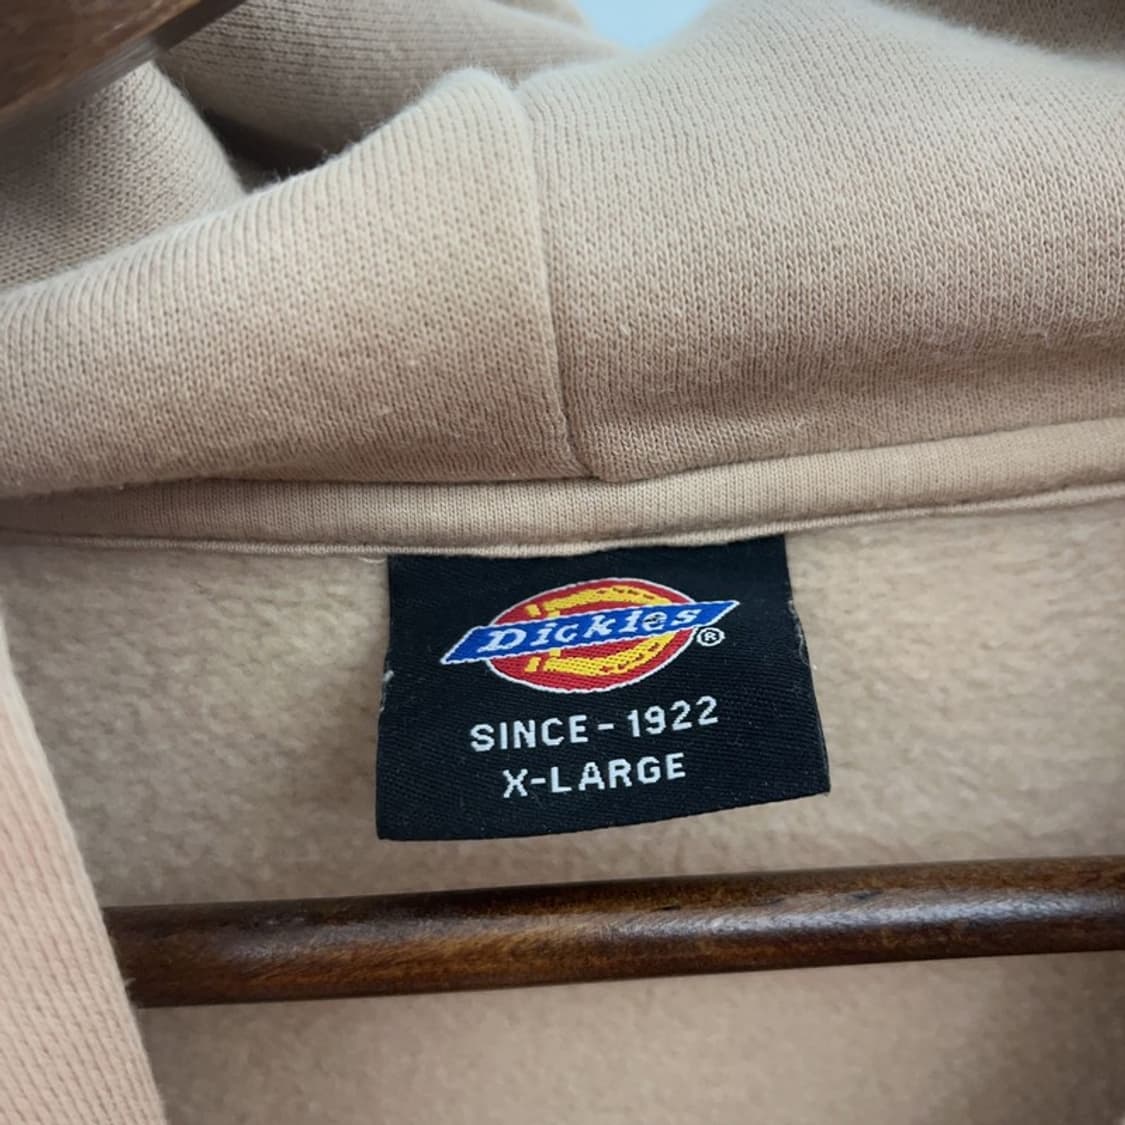 Dickies ®
SINCE - 1922
X-LARGE